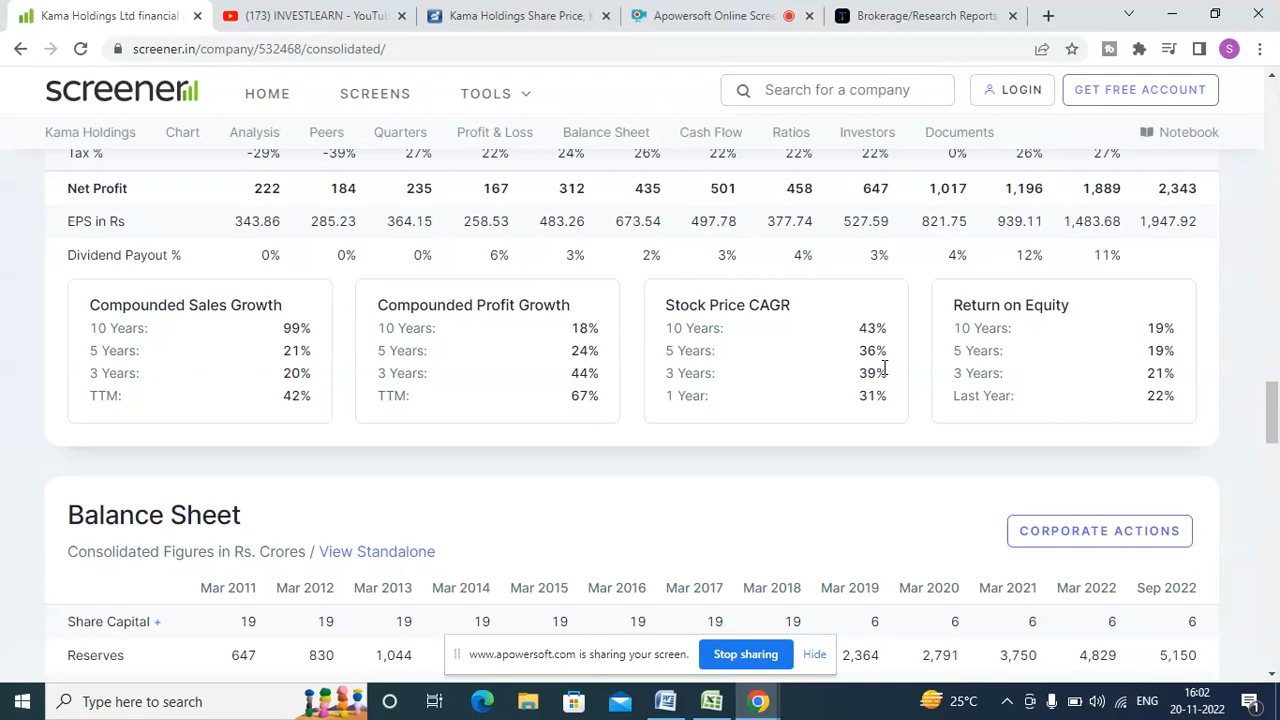 Kama Holdings Ltd financial
(173) INVESTLEARN - YouTu
Kama Holdings Share Price, K
Apowersoft Online Scree
Brokerage/Research Reports,
screener.in/company/532468/consolidated/
S
screener
HOME
SCREENS
TOOLS
Search for a company
LOGIN
GET FREE ACCOUNT
Kama Holdings Chart Analysis Peers Quarters Profit & Loss Balance Sheet Cash Flow Ratios Investors Documents Notebook
Tax % -29% -39% 27% 22% 24% 26% 22% 22% 22% 0% 26% 27%
Net Profit 222 184 235 167 312 435 501 458 647 1,017 1,196 1,889 2,343
EPS in Rs 343.86 285.23 364.15 258.53 483.26 673.54 497.78 377.74 527.59 821.75 939.11 1,483.68 1,947.92
Dividend Payout % 0% 0% 0% 6% 3% 2% 3% 4% 3% 4% 12% 11%
Compounded Sales Growth
10 Years: 99%
5 Years: 21%
3 Years: 20%
TTM: 42%
Compounded Profit Growth
10 Years: 18%
5 Years: 24%
3 Years: 44%
TTM: 67%
Stock Price CAGR
10 Years: 43%
5 Years: 36%
3 Years: 39%
1 Year: 31%
Return on Equity
10 Years: 19%
5 Years: 19%
3 Years: 21%
Last Year: 22%
Balance Sheet
CORPORATE ACTIONS
Consolidated Figures in Rs. Crores / View Standalone
Mar 2011 Mar 2012 Mar 2013 Mar 2014 Mar 2015 Mar 2016 Mar 2017 Mar 2018 Mar 2019 Mar 2020 Mar 2021 Mar 2022 Sep 2022
Share Capital + 19 19 19 19 19 19 19 19 6 6 6 6 6
Reserves 647 830 1,044 2,364 2,791 3,750 4,829 5,150
www.apowersoft.com is sharing your screen.
Stop sharing
Hide
Type here to search
25°C
ENG
16:02
20-11-2022